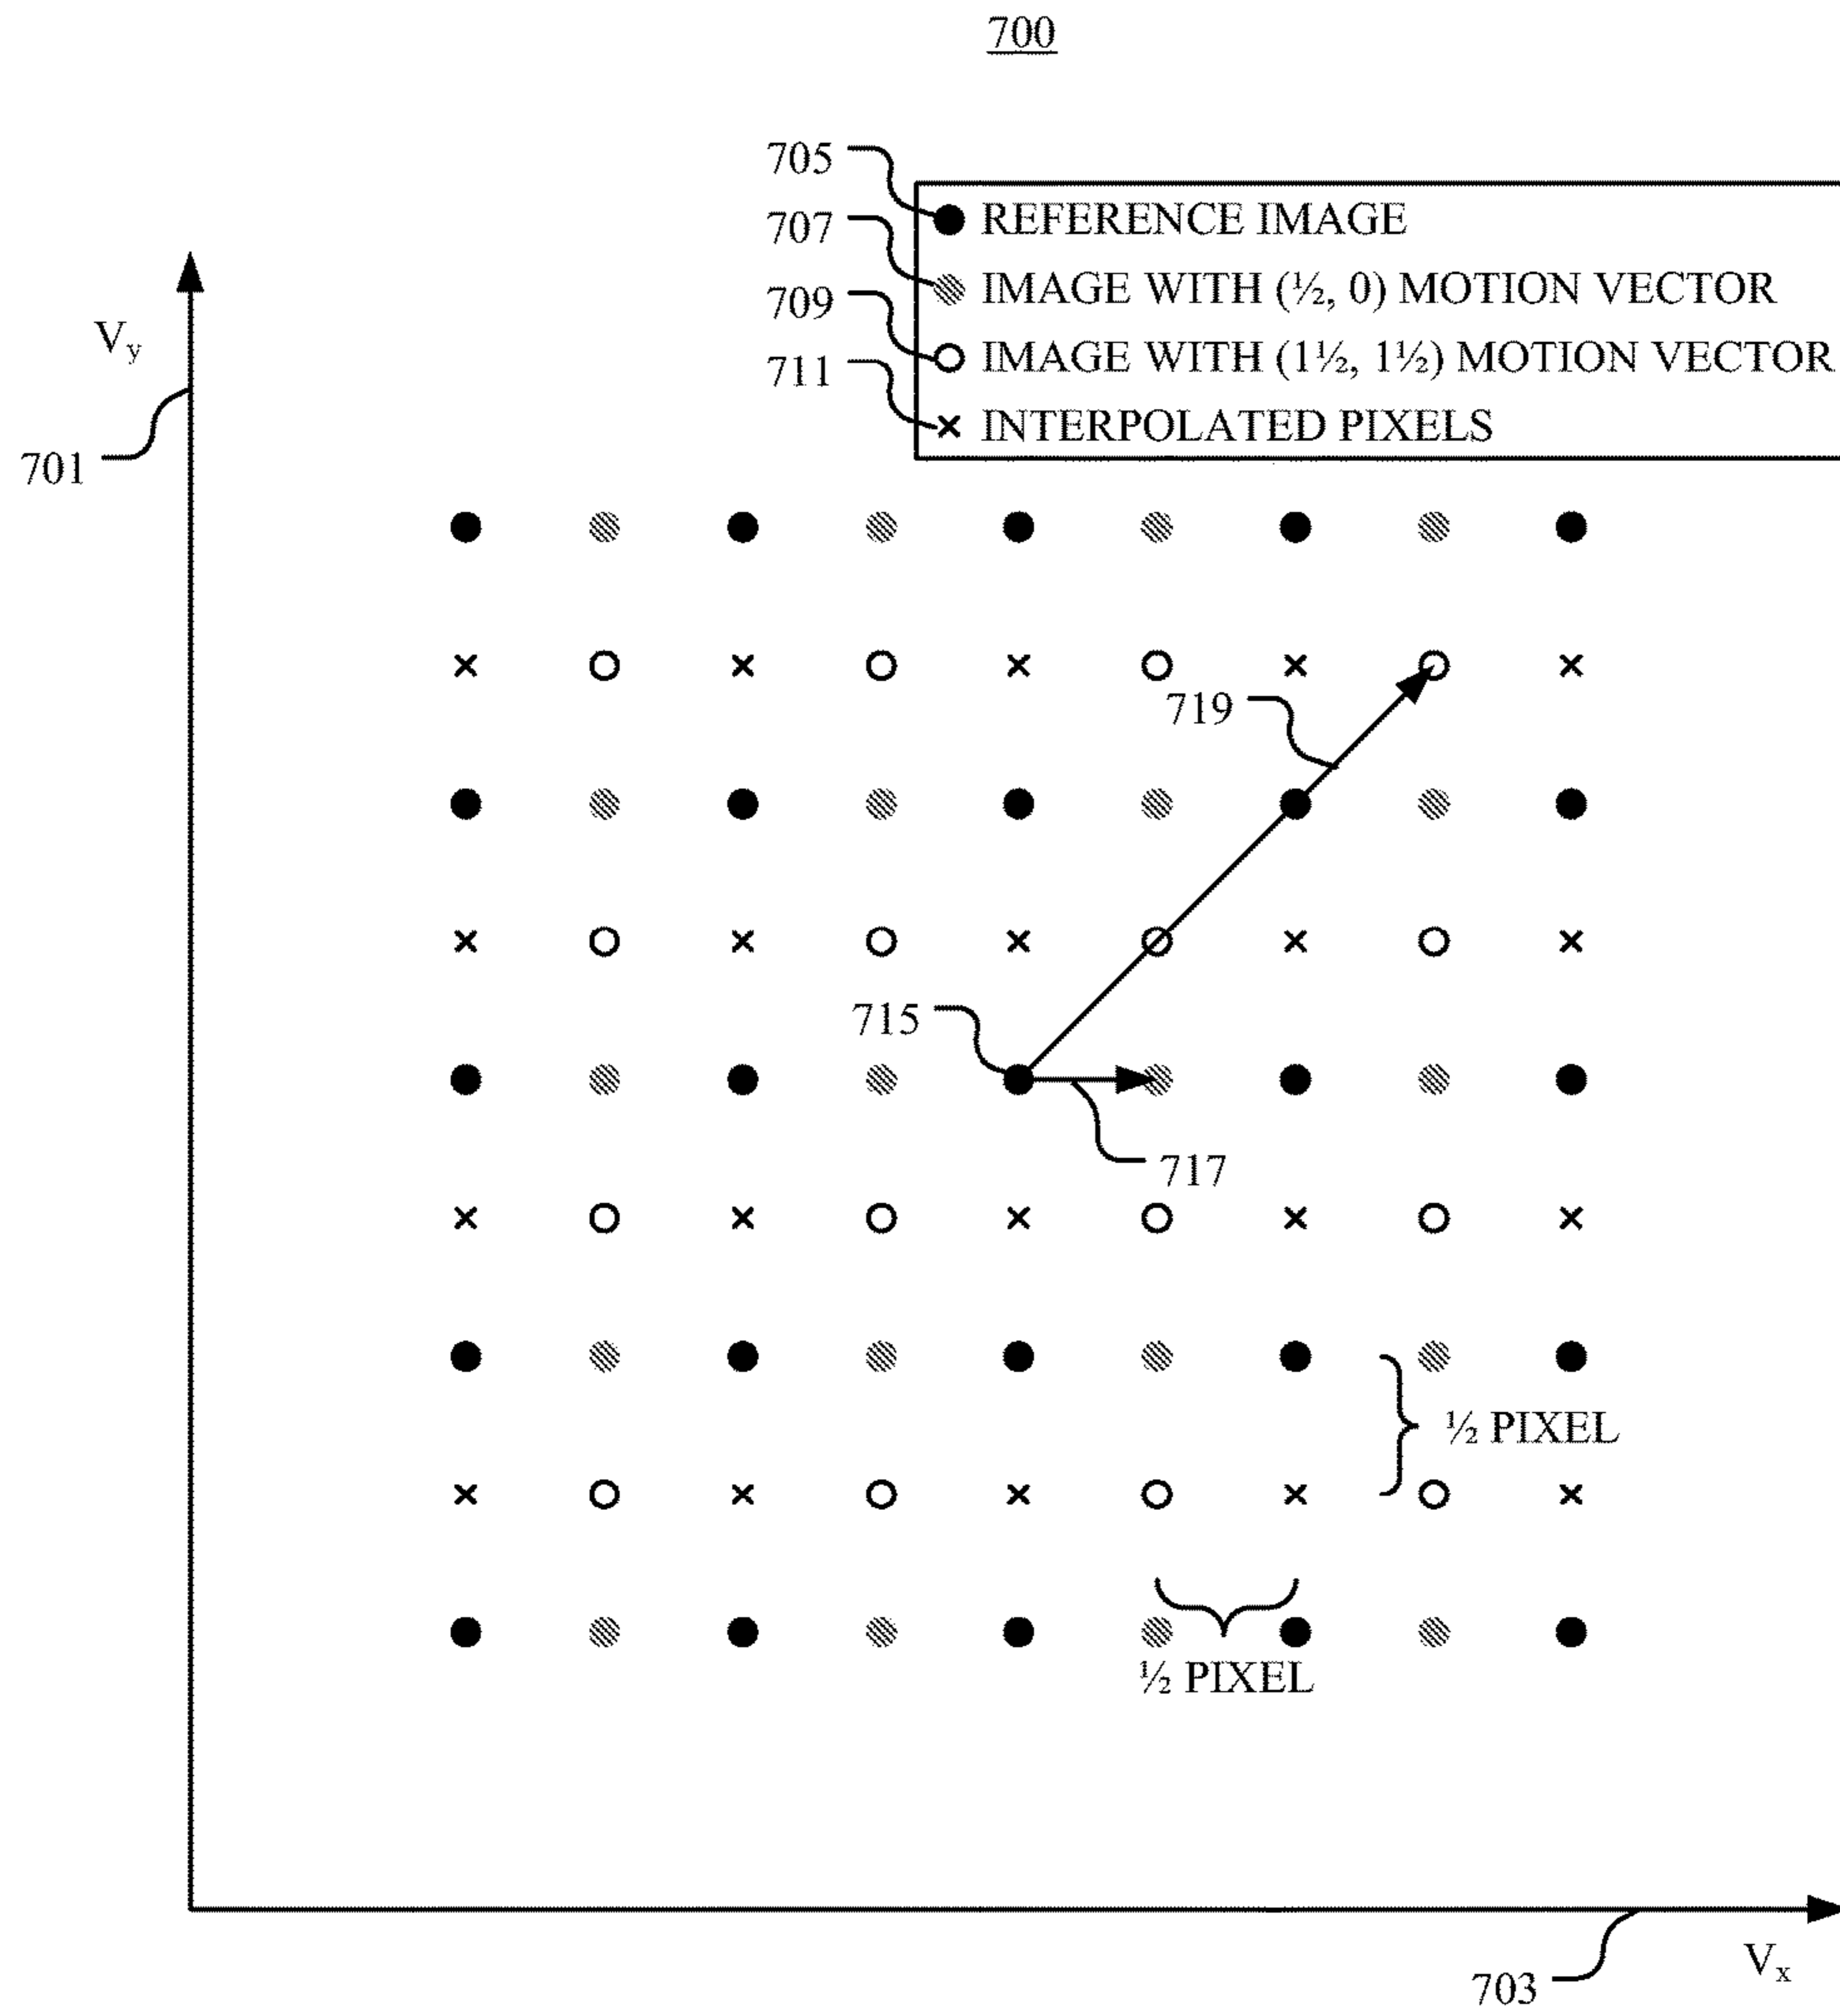 700
705
● REFERENCE IMAGE
707
IMAGE WITH (½, 0) MOTION VECTOR
709
IMAGE WITH (1½, 1½) MOTION VECTOR
711
× INTERPOLATED PIXELS
Vy
701
719
715
717
½ PIXEL
½ PIXEL
Vx
703